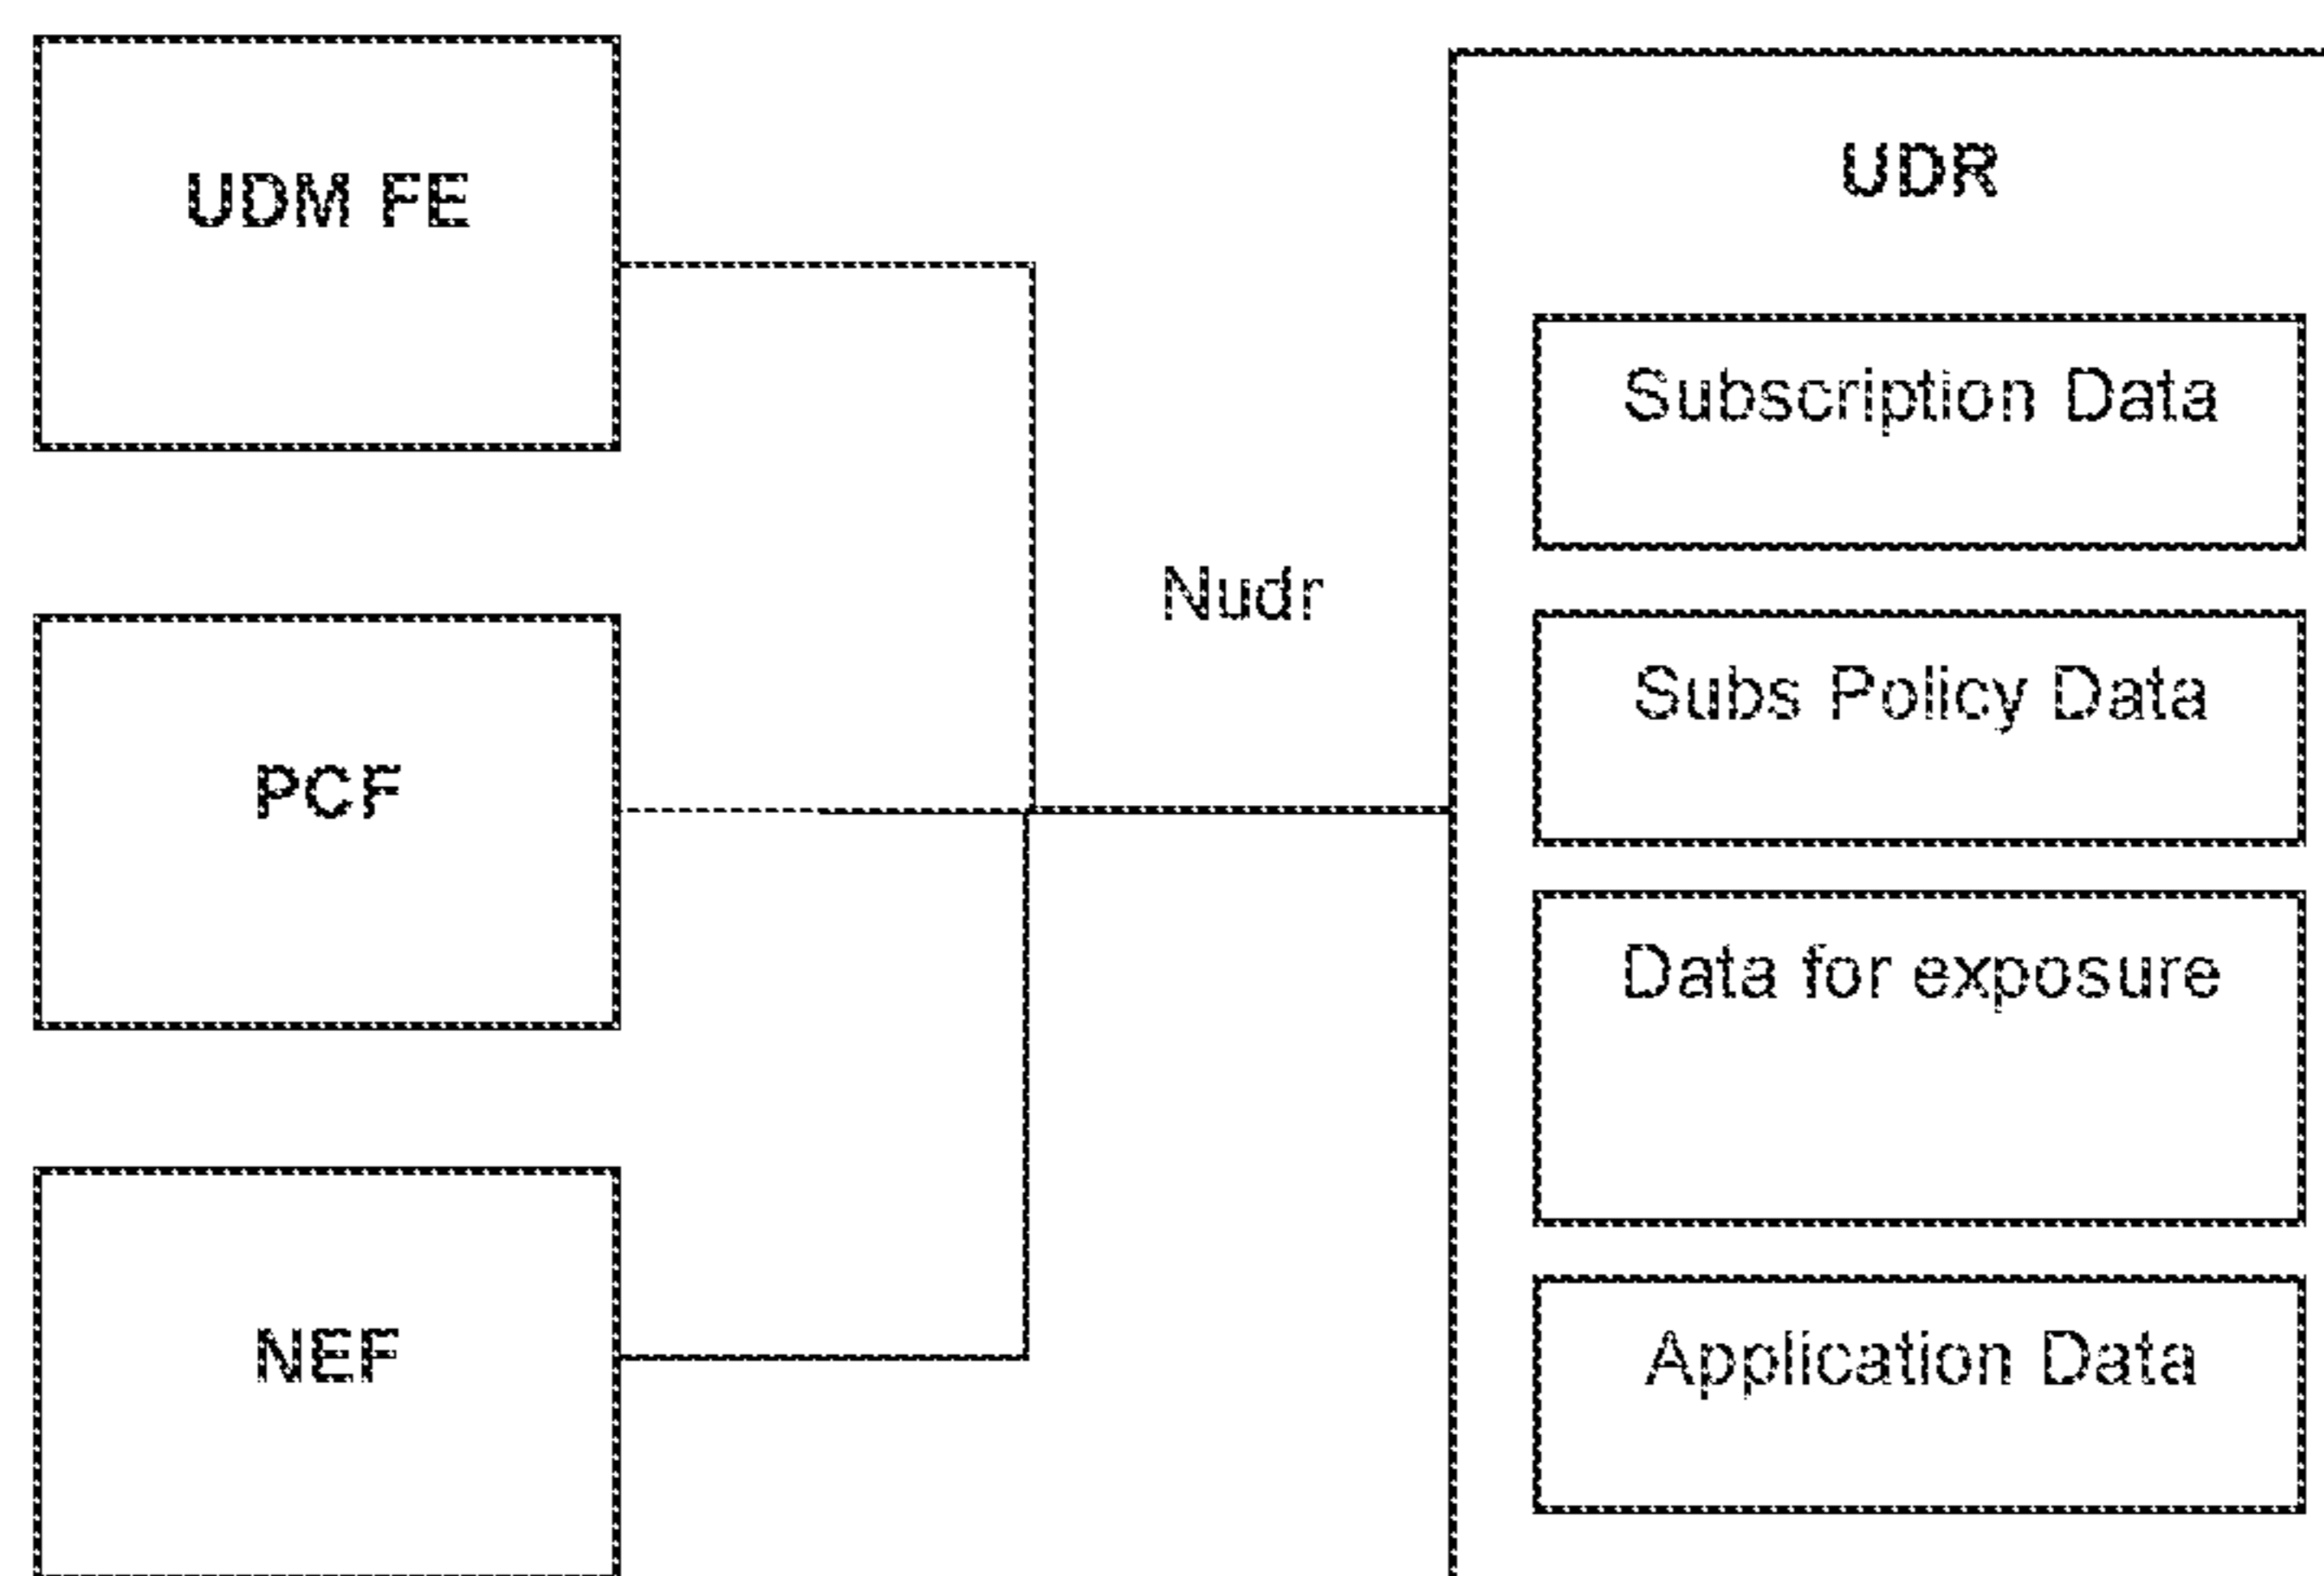 UDM FE
PCF
NEF
Nudr
UDR
Subscription Data
Subs Policy Data
Data for exposure
Application Data